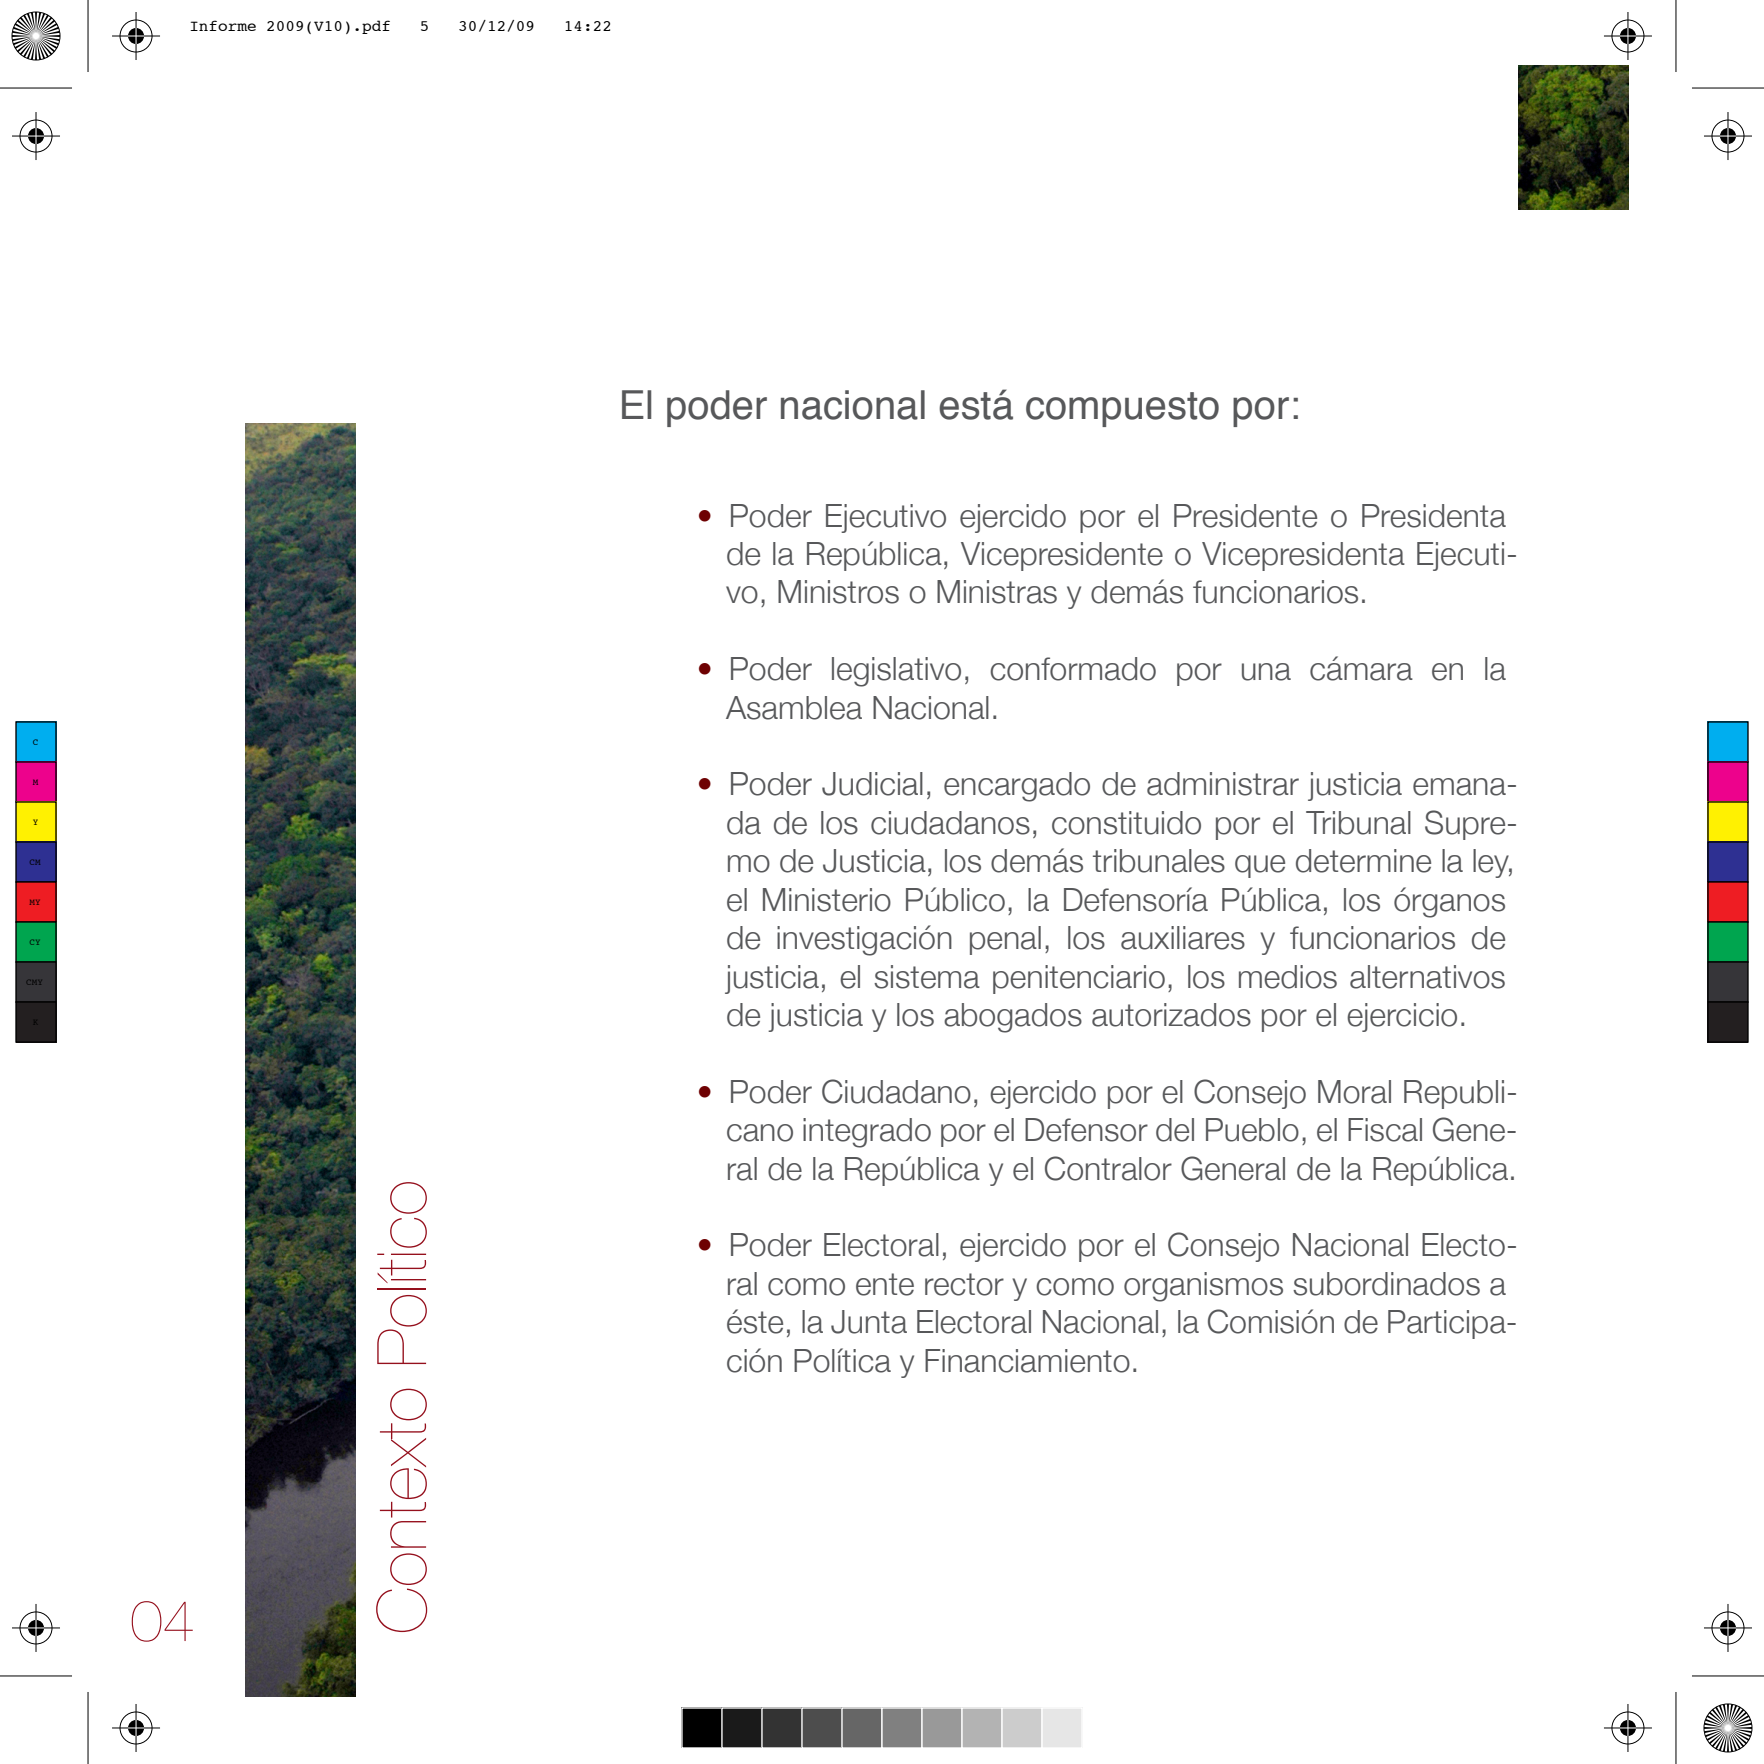 Informe 2009(V10).pdf 5 30/12/09 14:22
El poder nacional está compuesto por:
• Poder Ejecutivo ejercido por el Presidente o Presidenta
de la República, Vicepresidente o Vicepresidenta Ejecuti-
vo, Ministros o Ministras y demás funcionarios.
• Poder legislativo, conformado por una cámara en la
Asamblea Nacional.
• Poder Judicial, encargado de administrar justicia emana-
da de los ciudadanos, constituido por el Tribunal Supre-
mo de Justicia, los demás tribunales que determine la ley,
el Ministerio Público, la Defensoría Pública, los órganos
de investigación penal, los auxiliares y funcionarios de
justicia, el sistema penitenciario, los medios alternativos
de justicia y los abogados autorizados por el ejercicio.
• Poder Ciudadano, ejercido por el Consejo Moral Republi-
cano integrado por el Defensor del Pueblo, el Fiscal Gene-
ral de la República y el Contralor General de la República.
• Poder Electoral, ejercido por el Consejo Nacional Electo-
ral como ente rector y como organismos subordinados a
éste, la Junta Electoral Nacional, la Comisión de Participa-
ción Política y Financiamiento.
Contexto Político
04
C
M
Y
CM
MY
CY
CMY
K